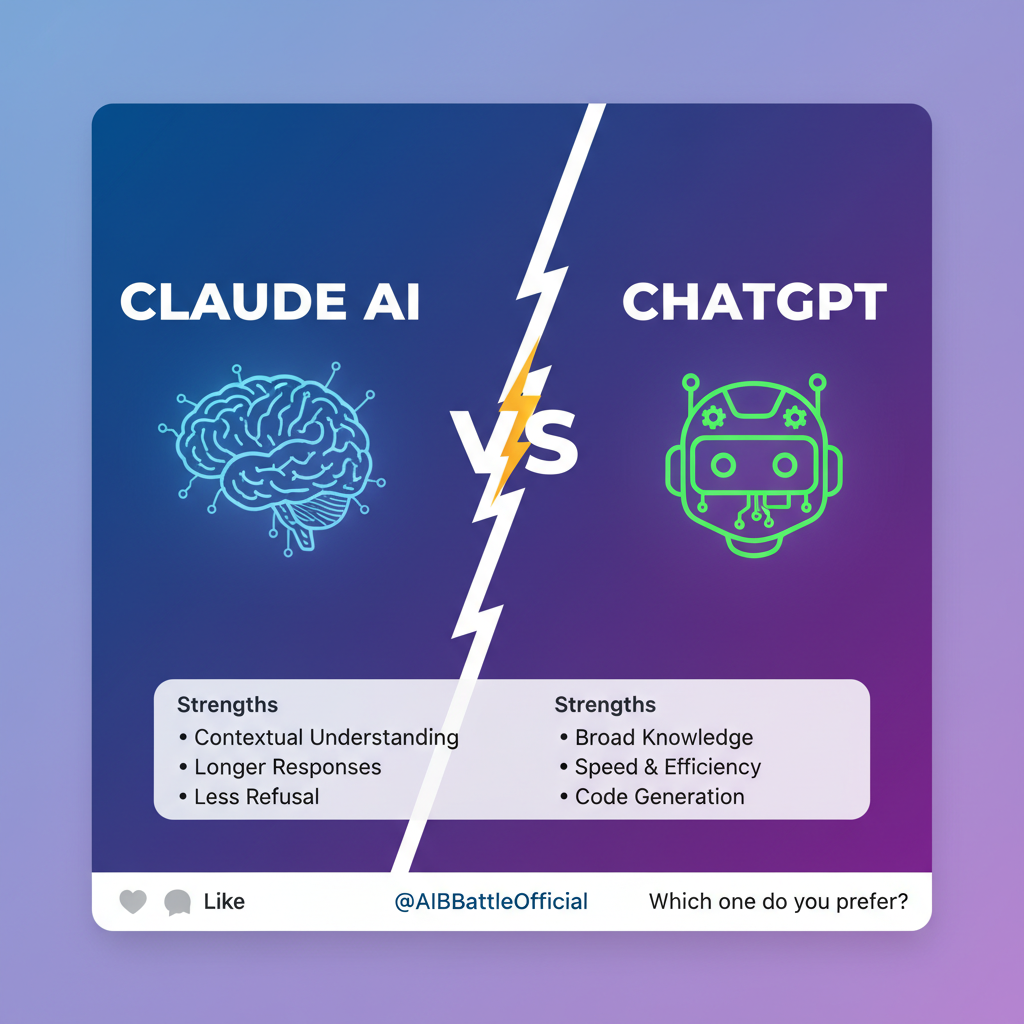 CLAUDE AI
CHATGPT
VS
Strengths
• Contextual Understanding
• Longer Responses
• Less Refusal
Strengths
• Broad Knowledge
• Speed & Efficiency
• Code Generation
Like
@AIBBattleOfficial
Which one do you prefer?